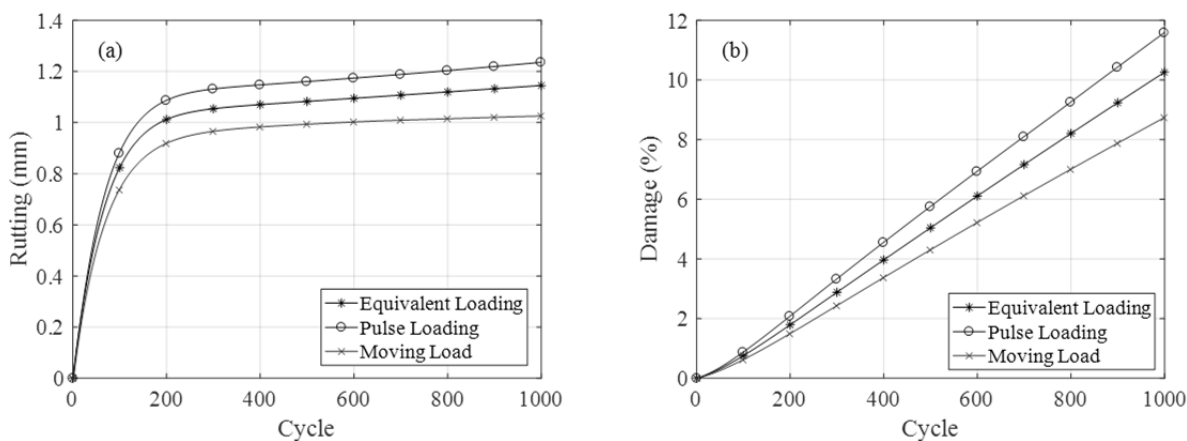 (a)
Rutting (mm)
1.4
1.2
1
0.8
0.6
0.4
0.2
0
0 200 400 600 800 1000
Cycle
Equivalent Loading
Pulse Loading
Moving Load
(b)
Damage (%)
12
10
8
6
4
2
0
0 200 400 600 800 1000
Cycle
Equivalent Loading
Pulse Loading
Moving Load